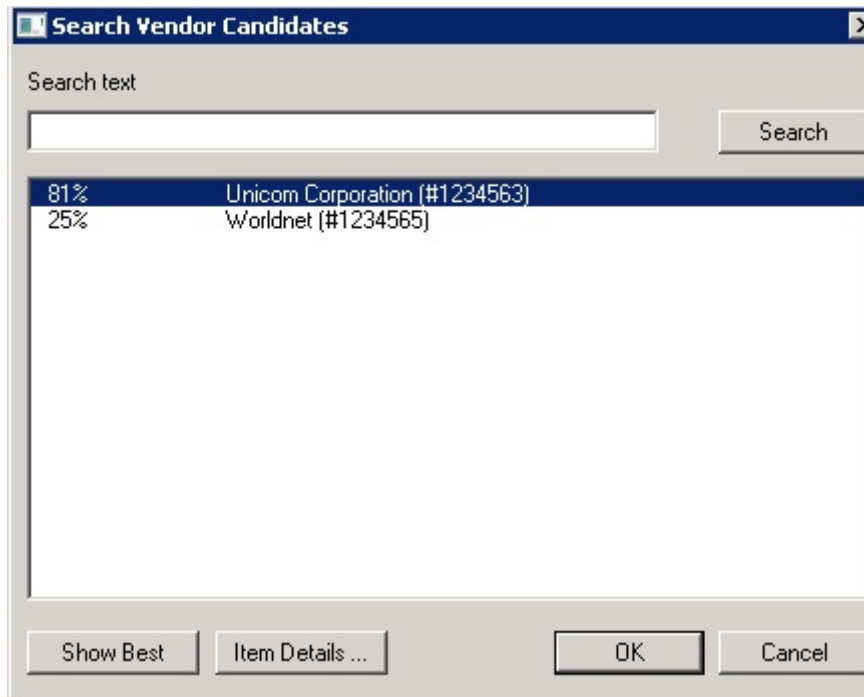 Search Vendor Candidates
Search text
Search
81% Unicom Corporation (#1234563)
25% Worldnet (#1234565)
Show Best Item Details ... OK Cancel